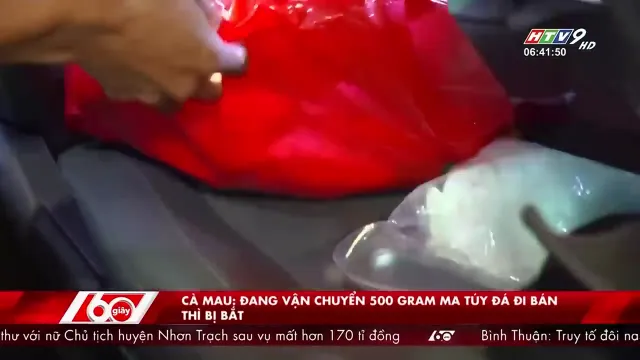 HTV9 HD
06:41:50
60 giây
CÀ MAU: ĐANG VẬN CHUYỂN 500 GRAM MA TÚY ĐÁ ĐI BÁN
THÌ BỊ BẮT
thư với nữ Chủ tịch huyện Nhơn Trạch sau vụ mất hơn 170 tỉ đồng 60 giây Bình Thuận: Truy tố đôi na